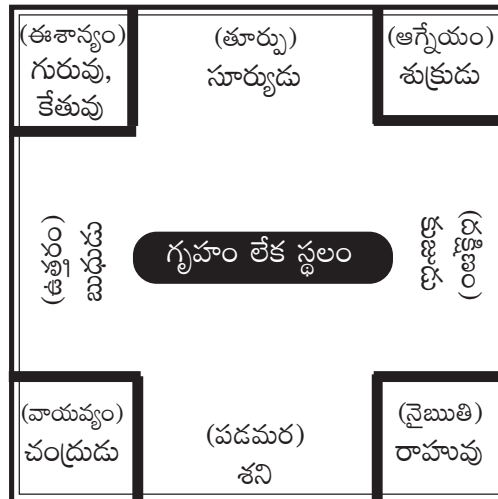 (ఈశాన్యం)
గురువు,
కేతువు
(తూర్పు)
సూర్యుడు
(ఆగ్నేయం)
శుక్రుడు
(ఉత్తరం)
బుధుడు
గృహం లేక స్థలం
(దక్షిణం)
కుజుడు
(వాయవ్యం)
చంద్రుడు
(పడమర)
శని
(నైఋతి)
రాహువు